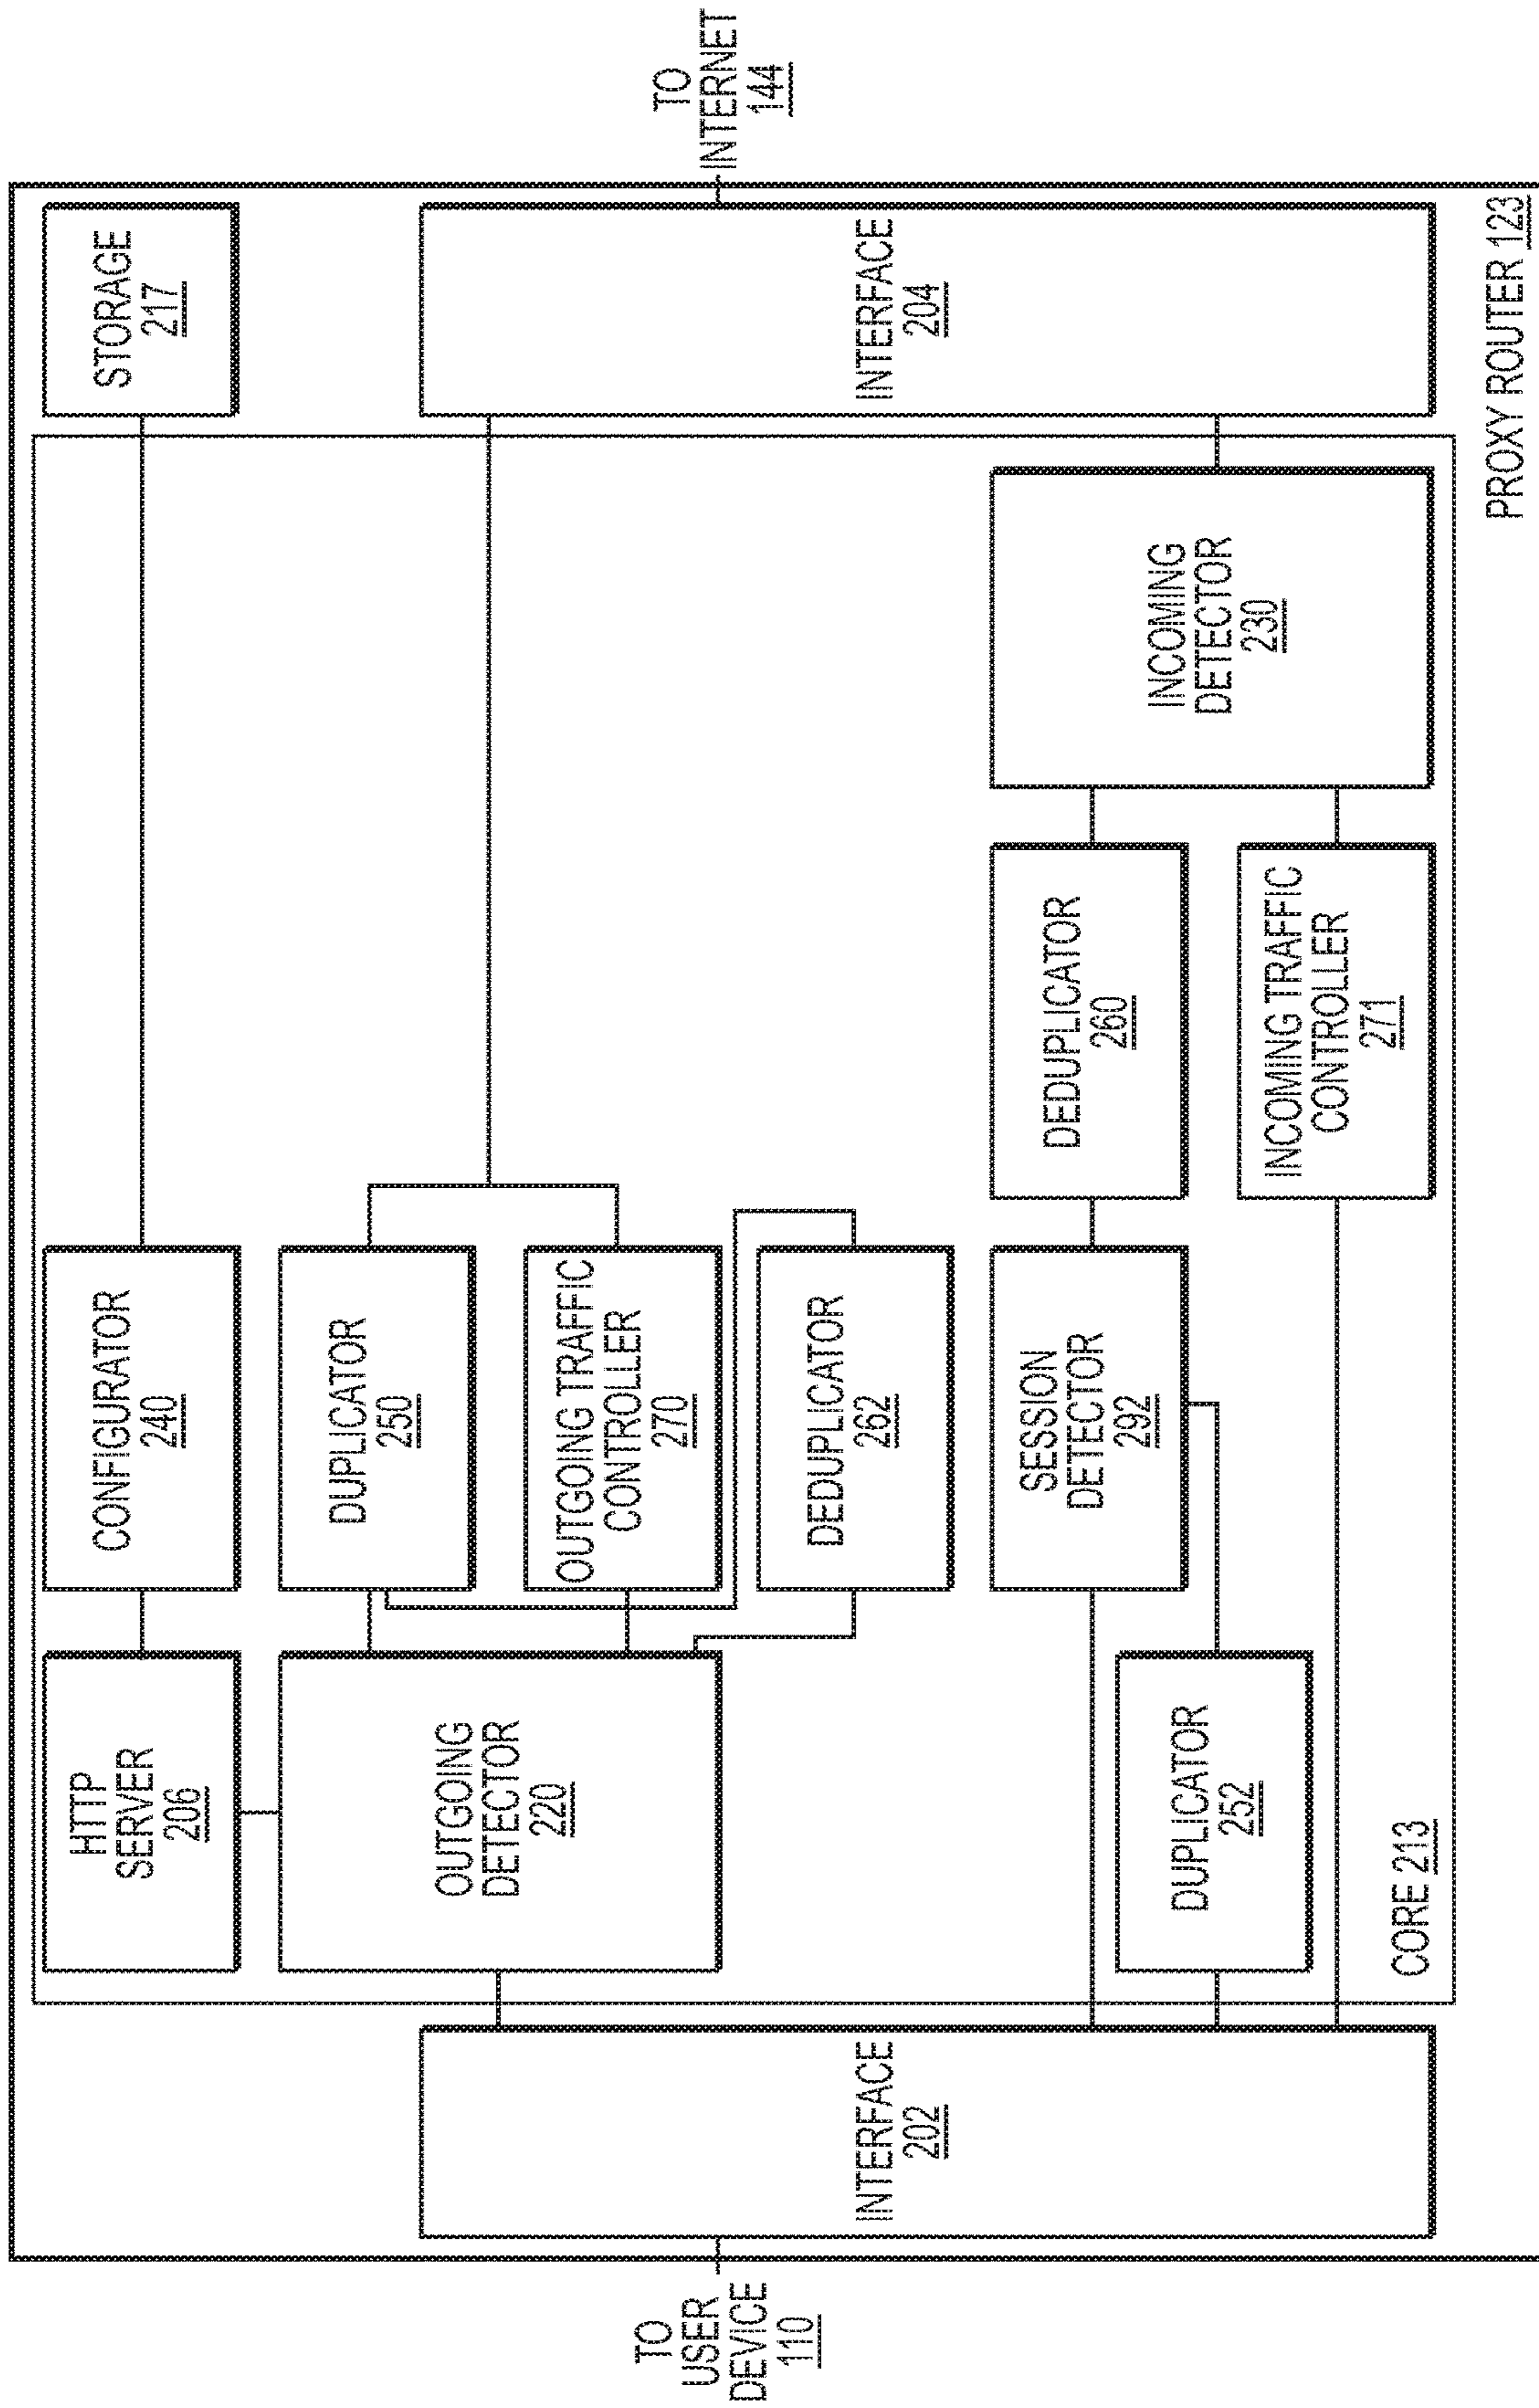 TO
USER
DEVICE
110
INTERFACE
202
HTTP
SERVER
206
CONFIGURATOR
240
STORAGE
217
OUTGOING
DETECTOR
220
DUPLICATOR
250
OUTGOING TRAFFIC
CONTROLLER
270
DEDUPLICATOR
262
SESSION
DETECTOR
292
DEDUPLICATOR
260
INCOMING
DETECTOR
230
DUPLICATOR
252
INCOMING TRAFFIC
CONTROLLER
271
INTERFACE
204
TO
INTERNET
144
CORE 213
PROXY ROUTER 123